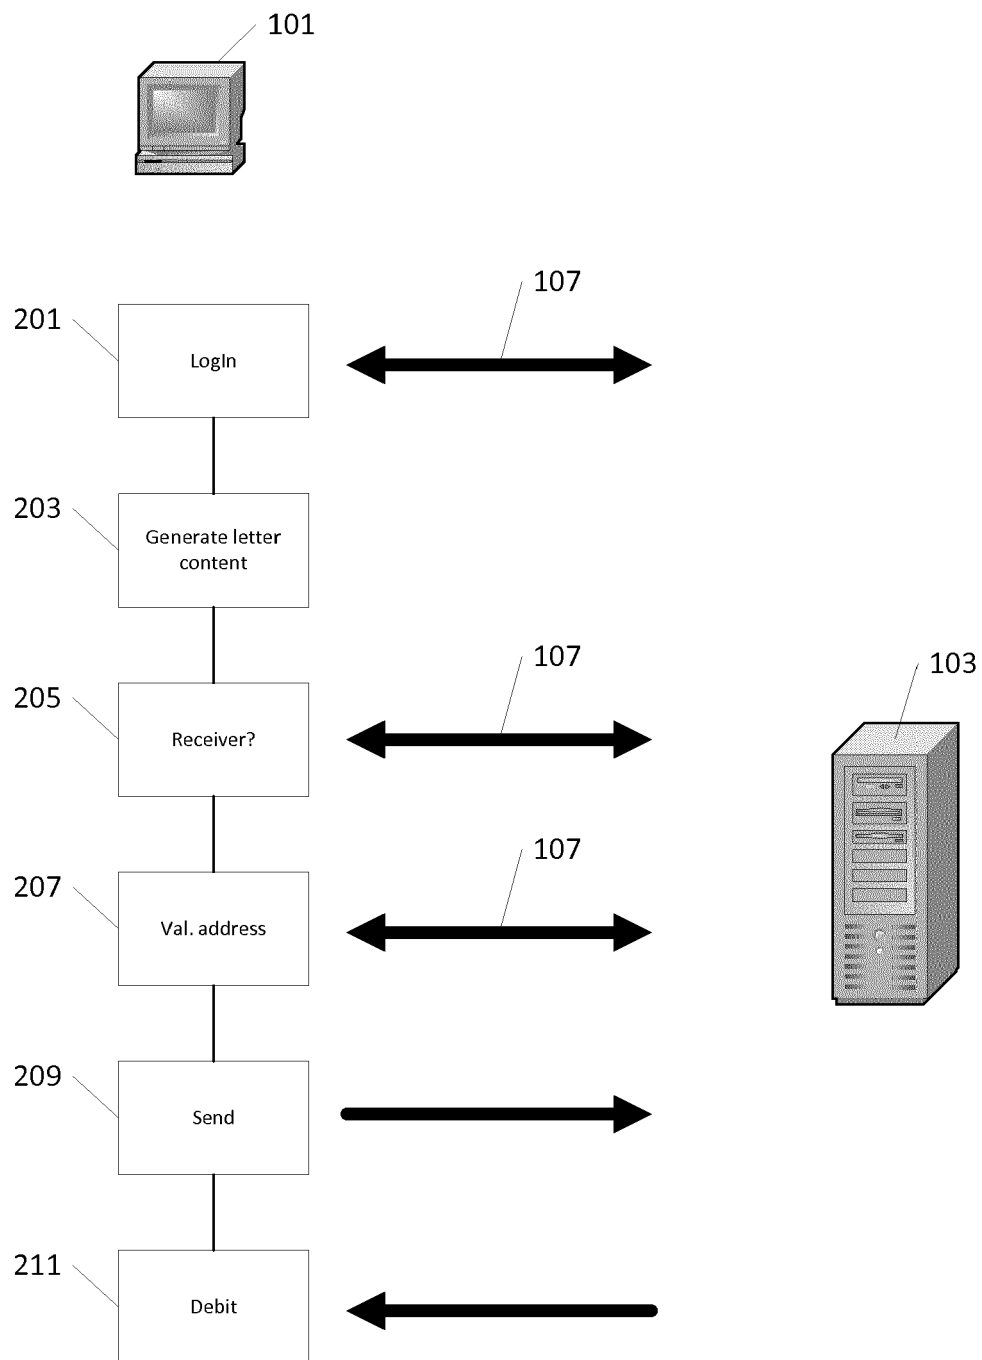 101
107
201
LogIn
203
Generate letter
content
107
103
205
Receiver?
107
207
Val. address
209
Send
211
Debit